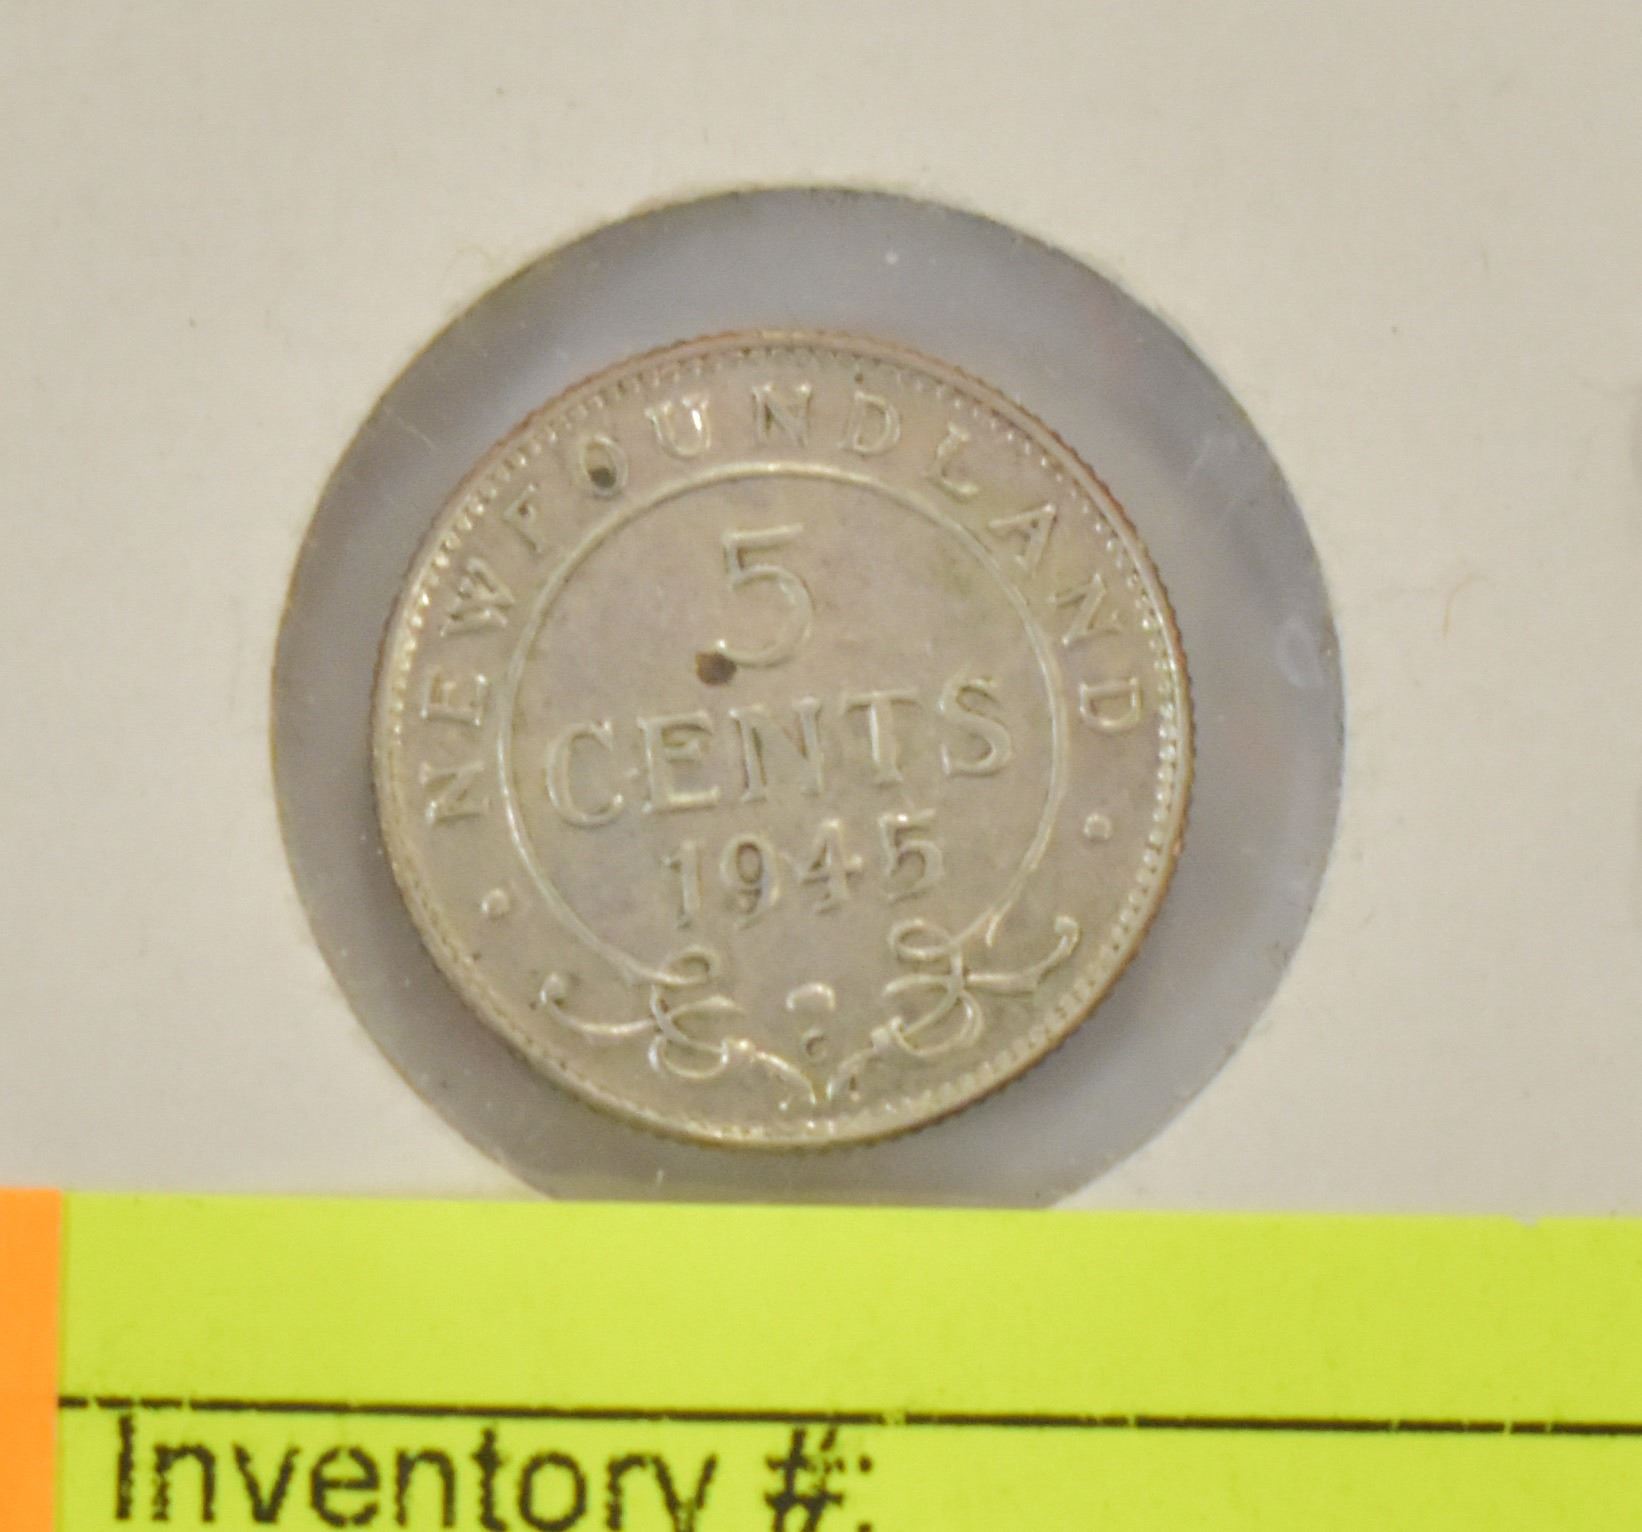 NEWFOUNDLAND
5
CENTS
1945
C
Inventory #: